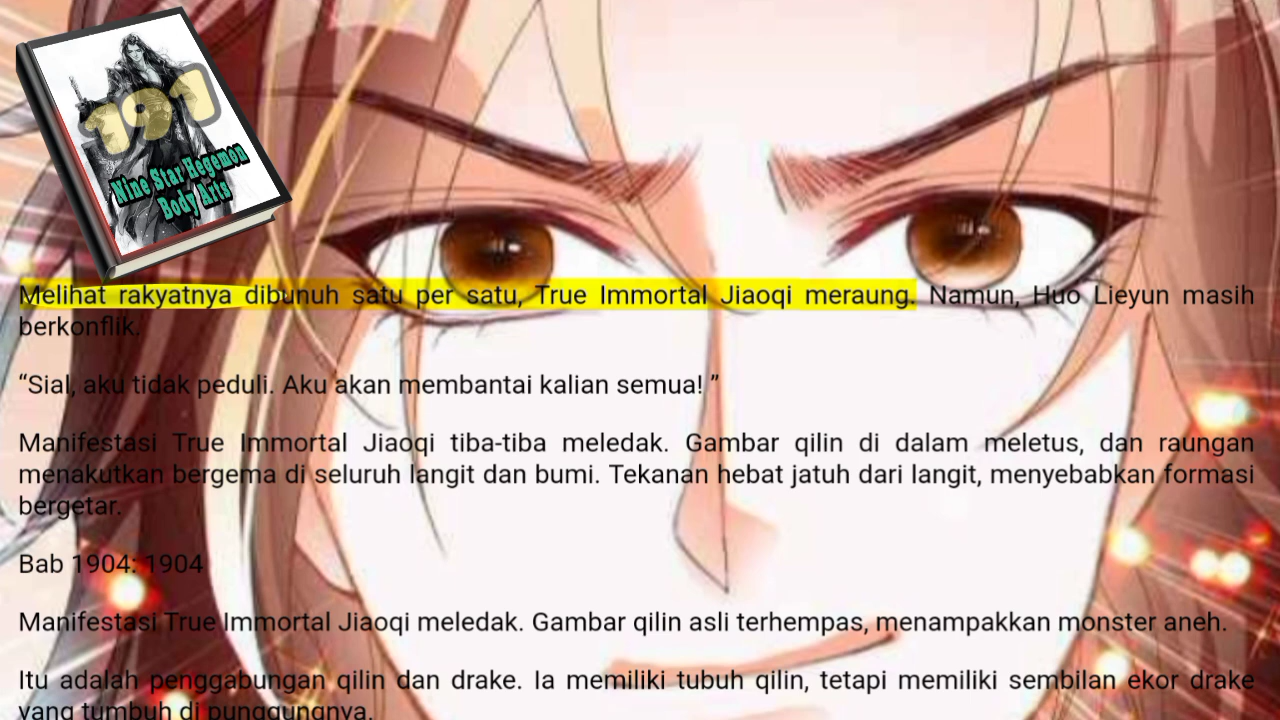 191
Nine Star Hegemon
Body Arts
Melihat rakyatnya dibunuh satu per satu, True Immortal Jiaoqi meraung. Namun, Huo Lieyun masih
berkonflik.
“Sial, aku tidak peduli. Aku akan membantai kalian semua! ”
Manifestasi True Immortal Jiaoqi tiba-tiba meledak. Gambar qilin di dalam meletus, dan raungan
menakutkan bergema di seluruh langit dan bumi. Tekanan hebat jatuh dari langit, menyebabkan formasi
bergetar.
Bab 1904: 1904
Manifestasi True Immortal Jiaoqi meledak. Gambar qilin asli terhempas, menampakkan monster aneh.
Itu adalah penggabungan qilin dan drake. Ia memiliki tubuh qilin, tetapi memiliki sembilan ekor drake
yang tumbuh di punggungnya.